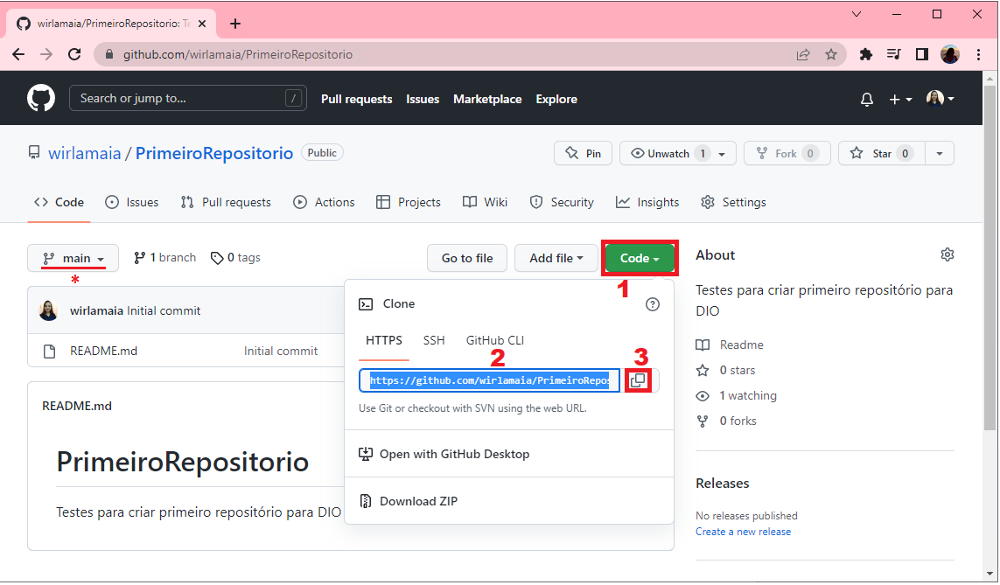 wirlamaia/PrimeiroRepositorio: Te
github.com/wirlamaia/PrimeiroRepositorio
Search or jump to... /
Pull requests Issues Marketplace Explore
wirlamaia / PrimeiroRepositorio Public
Pin Unwatch 1 Fork 0 Star 0
Code Issues Pull requests Actions Projects Wiki Security Insights Settings
main 1 branch 0 tags Go to file Add file Code
*
1
About
Testes para criar primeiro repositório para
DIO
wirlamaia Initial commit
README.md Initial commit
Clone
HTTPS SSH GitHub CLI
2 3
https://github.com/wirlamaia/PrimeiroRepos
Use Git or checkout with SVN using the web URL.
Open with GitHub Desktop
Download ZIP
Readme
0 stars
1 watching
0 forks
README.md
PrimeiroRepositorio
Testes para criar primeiro repositório para DIO
Releases
No releases published
Create a new release